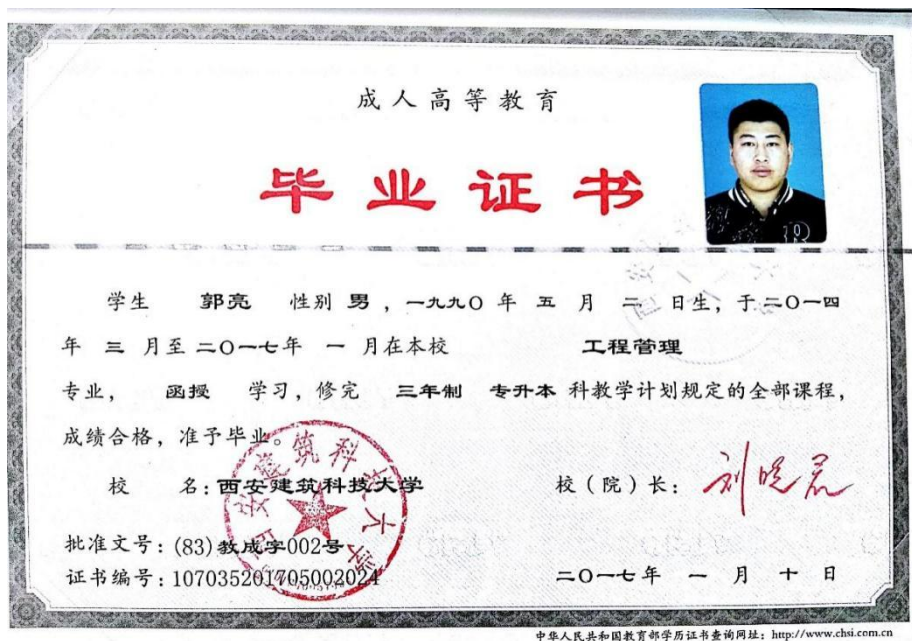 成人高等教育
毕业证书
学生 郭亮 性别 男，一九九〇 年 五 月 二 日生，于二〇一四
年 三 月至 二〇一七年 一 月在本校 工程管理
专业， 函授 学习，修完 三年制 专升本 科教学计划规定的全部课程，
成绩合格，准予毕业。
校 名：西安建筑科技大学 校（院）长：刘晓君
批准文号：(83)教成字002号
证书编号：107035201705002024 二〇一七年 一 月 十 日
中华人民共和国教育部学历证书查询网址：http://www.chsi.com.cn